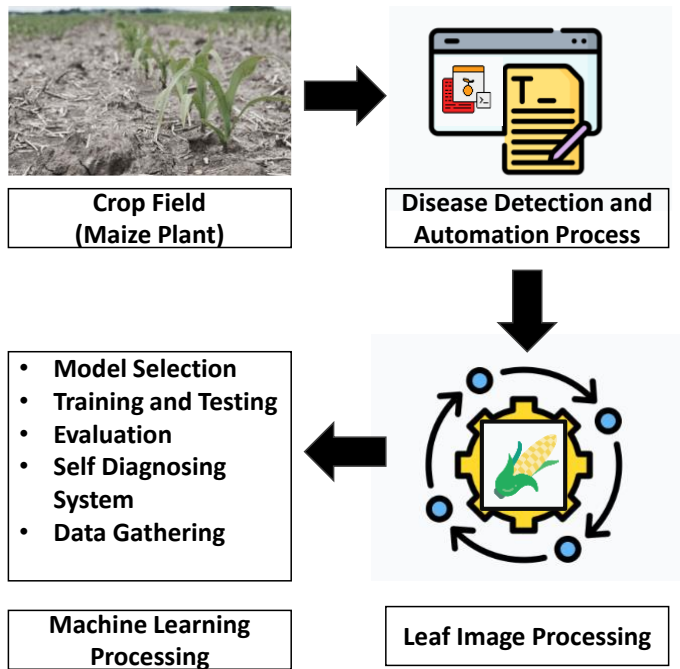 Crop Field
(Maize Plant)
Disease Detection and
Automation Process
• Model Selection
• Training and Testing
• Evaluation
• Self Diagnosing
System
• Data Gathering
Machine Learning
Processing
Leaf Image Processing